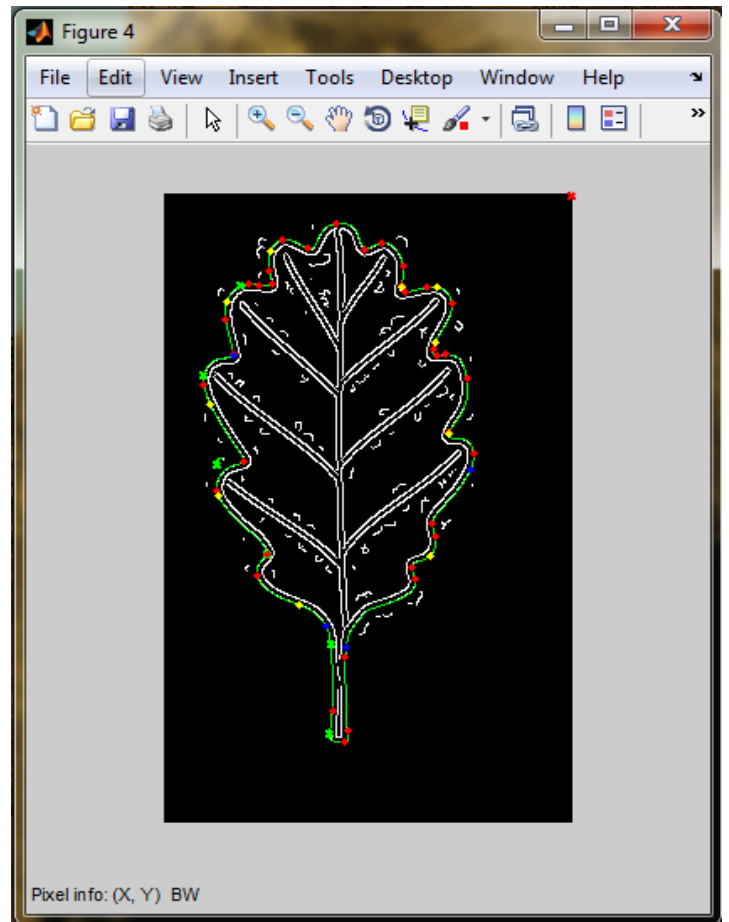 Figure 4
File Edit View Insert Tools Desktop Window Help
Pixel info: (X, Y) BW